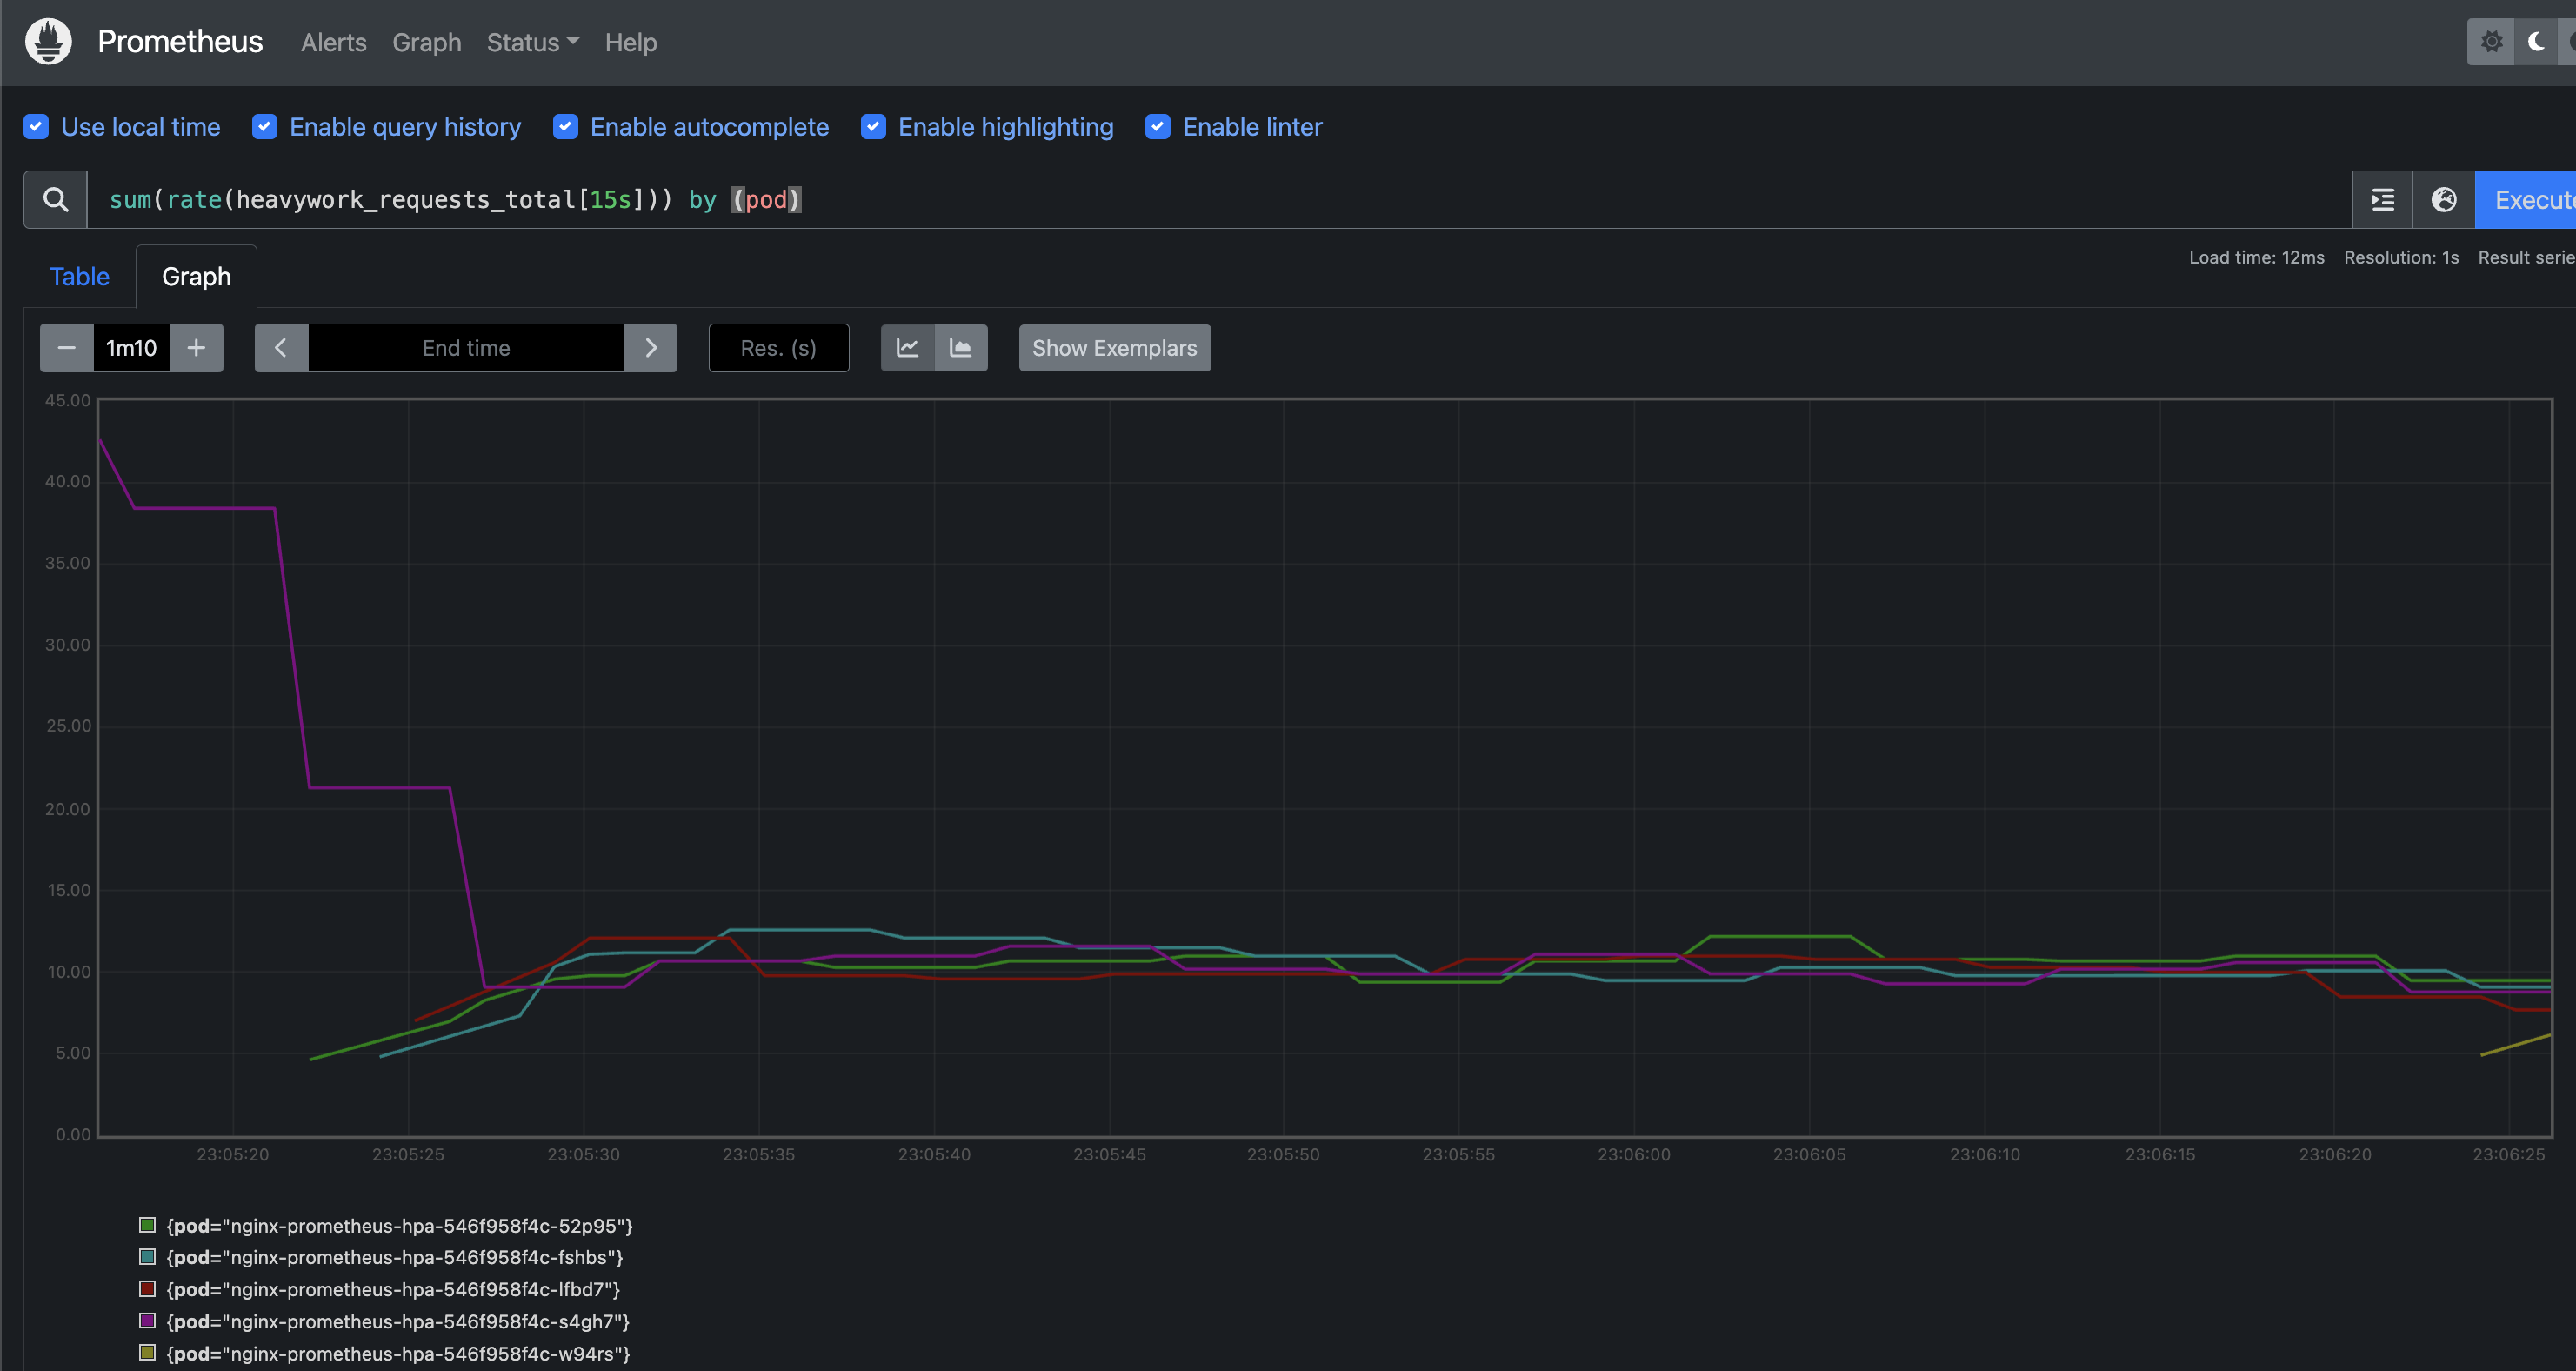 Prometheus Alerts Graph Status Help
Use local time Enable query history Enable autocomplete Enable highlighting Enable linter
sum(rate(heavywork_requests_total[15s])) by (pod)
Execute
Table Graph
Load time: 12ms Resolution: 1s Result serie
1m10 End time Res. (s) Show Exemplars
45.00
40.00
35.00
30.00
25.00
20.00
15.00
10.00
5.00
0.00
23:05:20 23:05:25 23:05:30 23:05:35 23:05:40 23:05:45 23:05:50 23:05:55 23:06:00 23:06:05 23:06:10 23:06:15 23:06:20 23:06:25
{pod="nginx-prometheus-hpa-546f958f4c-52p95"}
{pod="nginx-prometheus-hpa-546f958f4c-fshbs"}
{pod="nginx-prometheus-hpa-546f958f4c-lfbd7"}
{pod="nginx-prometheus-hpa-546f958f4c-s4gh7"}
{pod="nginx-prometheus-hpa-546f958f4c-w94rs"}